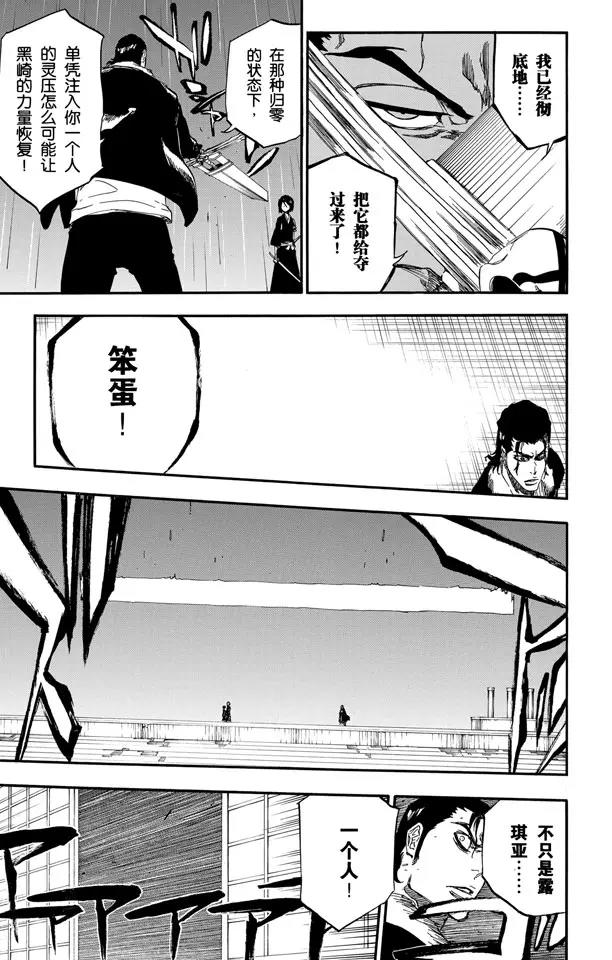 我已经彻
底地……
把它都给夺
过来了！
在那种归零
的状态下，
单凭注入你一个人
的灵压怎么可能让
黑崎的力量恢复！
笨蛋！
不只是露
琪亚……
一个人！